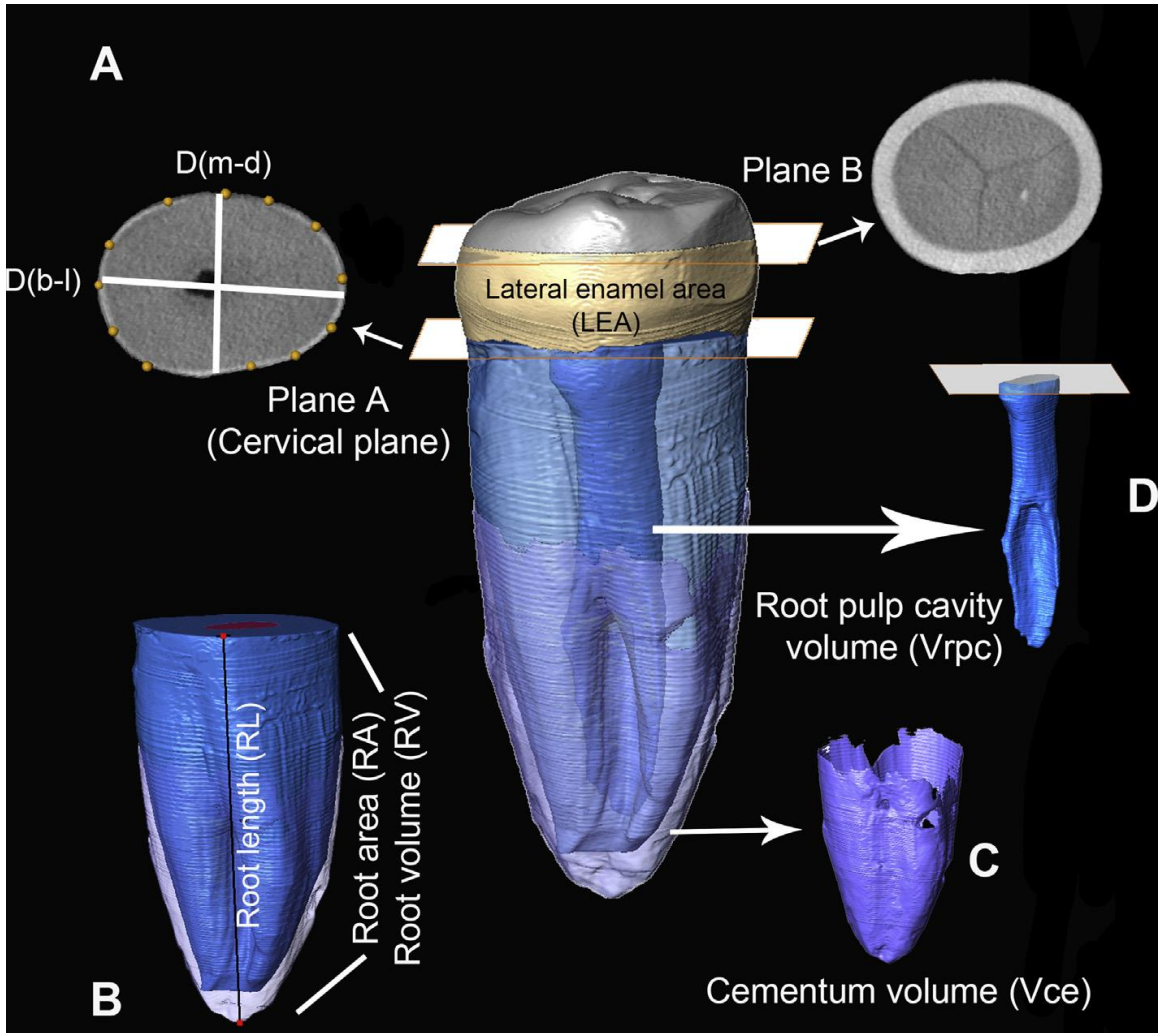 A
D(m-d)
D(b-l)
Plane B
Lateral enamel area
(LEA)
Plane A
(Cervical plane)
D
Root pulp cavity
volume (Vrpc)
Root length (RL)
Root area (RA)
Root volume (RV)
B
C
Cementum volume (Vce)